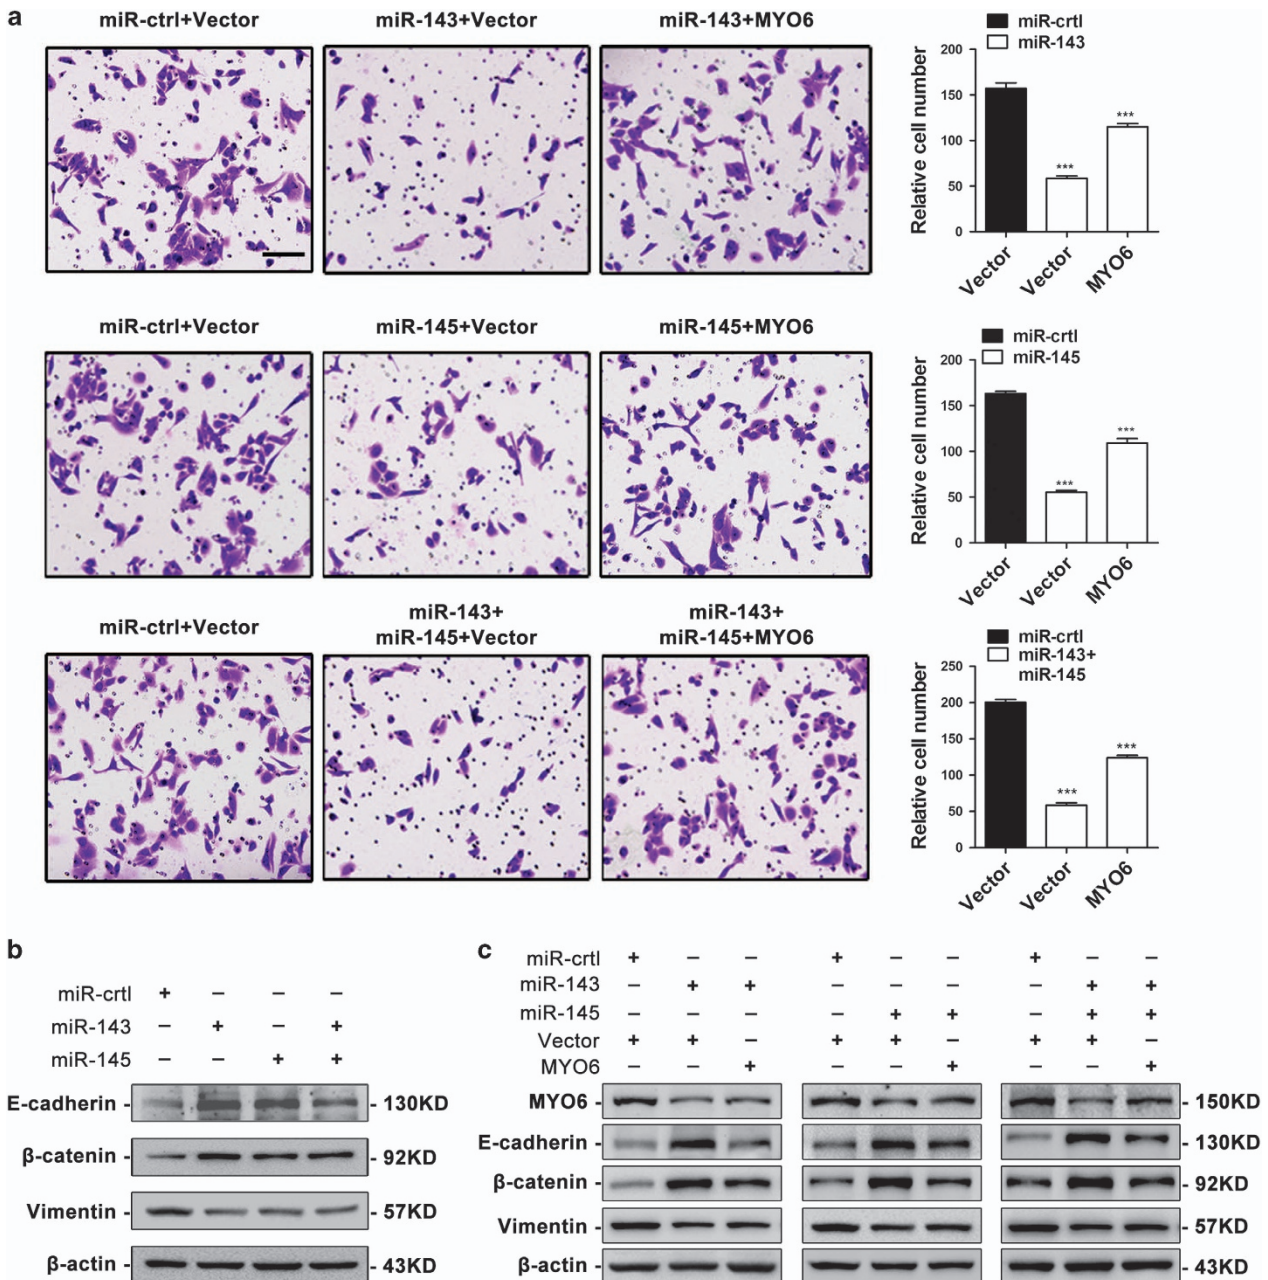 a
miR-ctrl+Vector miR-143+Vector miR-143+MYO6
miR-crtl
miR-143
Relative cell number
200
150
100
50
0
***
***
Vector Vector MYO6
miR-ctrl+Vector miR-145+Vector miR-145+MYO6
miR-crtl
miR-145
Relative cell number
200
150
100
50
0
***
***
Vector Vector MYO6
miR-ctrl+Vector
miR-143+
miR-145+Vector
miR-143+
miR-145+MYO6
miR-crtl
miR-143+
miR-145
Relative cell number
250
200
150
100
50
0
***
***
Vector Vector MYO6
b
miR-crtl + − − −
miR-143 − + − +
miR-145 − − + +
E-cadherin - - 130KD
β-catenin - - 92KD
Vimentin - - 57KD
β-actin - - 43KD
c
miR-crtl + − − + − − + − −
miR-143 − + + − − − − + +
miR-145 − − − − + + − + +
Vector + + − + + − + + −
MYO6 − − + − − + − − +
MYO6 - - 150KD
E-cadherin - - 130KD
β-catenin - - 92KD
Vimentin - - 57KD
β-actin - - 43KD